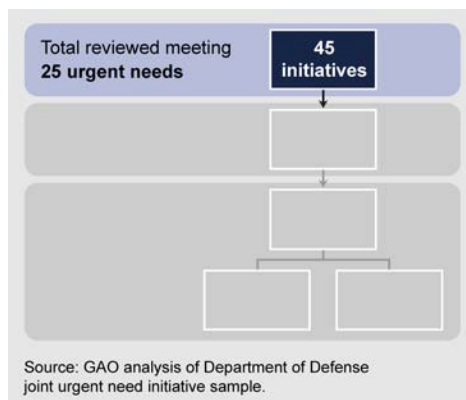 Total reviewed meeting
25 urgent needs
45
initiatives
Source: GAO analysis of Department of Defense
joint urgent need initiative sample.